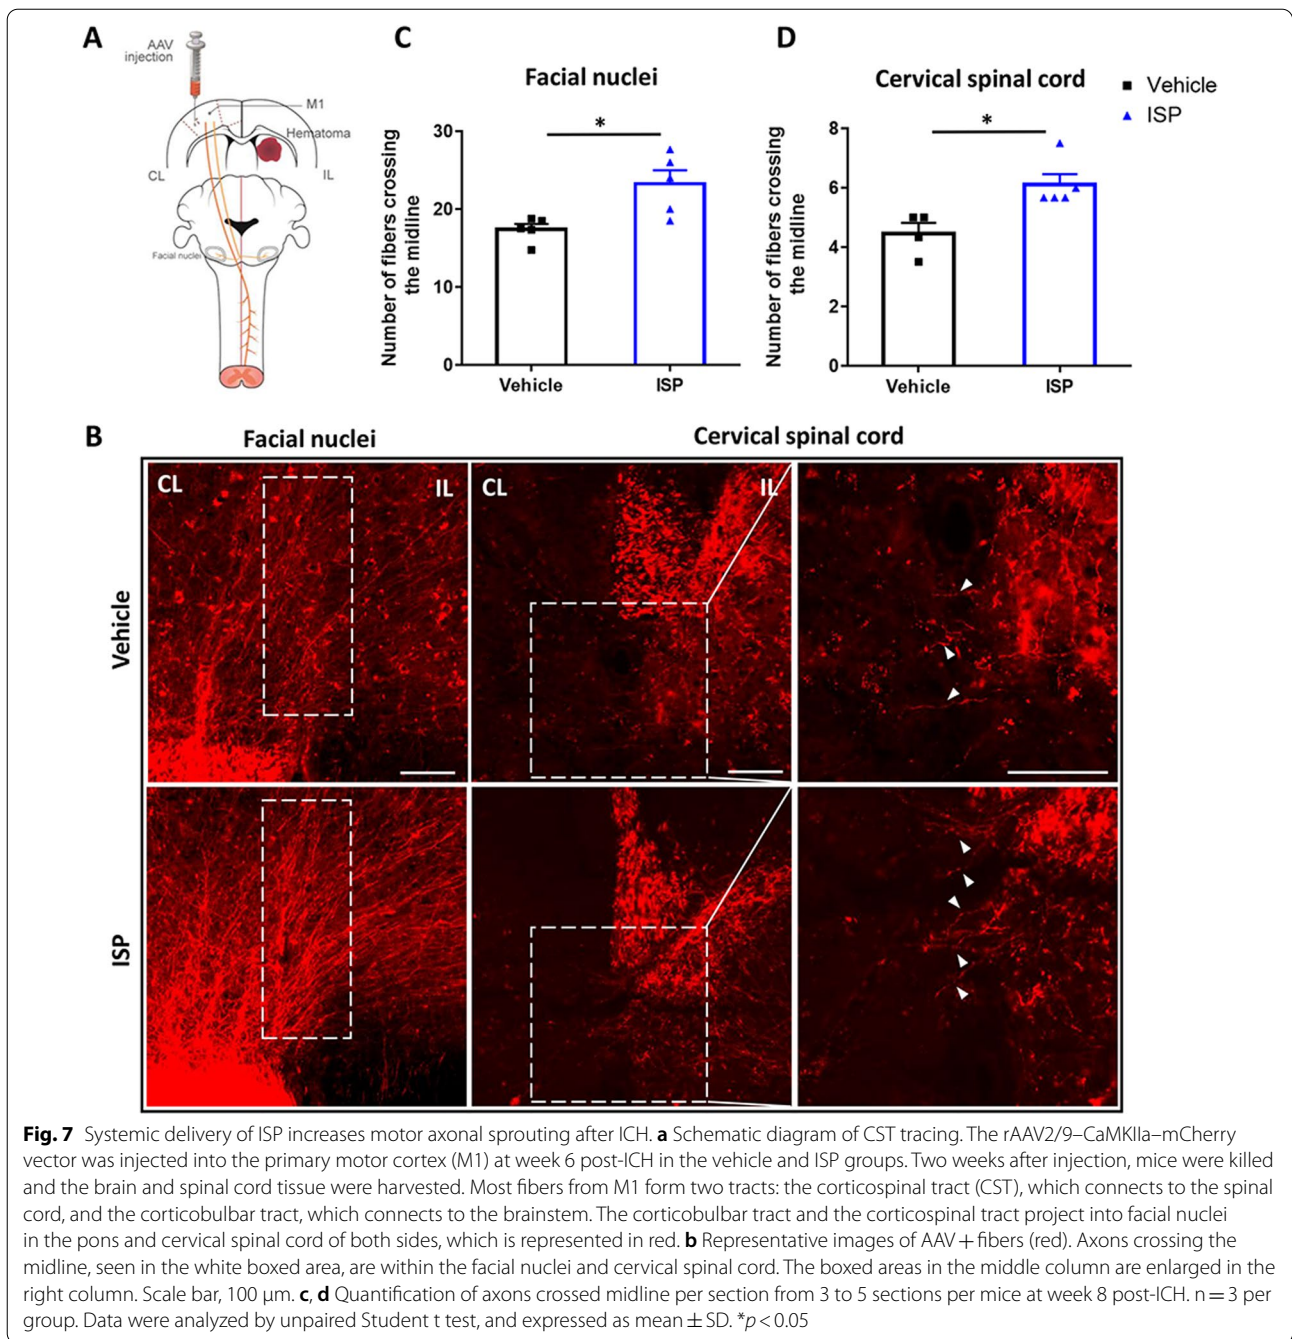 A
AAV
injection
M1
Hematoma
CL
IL
Facial nuclei
C
Facial nuclei
Number of fibers crossing
the midline
30
20
10
0
*
Vehicle
ISP
D
Cervical spinal cord
Number of fibers crossing
the midline
8
6
4
2
0
*
Vehicle
ISP
Vehicle
ISP
B
Facial nuclei
Cervical spinal cord
Vehicle
CL
IL
CL
IL
ISP
Fig. 7 Systemic delivery of ISP increases motor axonal sprouting after ICH. a Schematic diagram of CST tracing. The rAAV2/9–CaMKIIa–mCherry
vector was injected into the primary motor cortex (M1) at week 6 post-ICH in the vehicle and ISP groups. Two weeks after injection, mice were killed
and the brain and spinal cord tissue were harvested. Most fibers from M1 form two tracts: the corticospinal tract (CST), which connects to the spinal
cord, and the corticobulbar tract, which connects to the brainstem. The corticobulbar tract and the corticospinal tract project into facial nuclei
in the pons and cervical spinal cord of both sides, which is represented in red. b Representative images of AAV + fibers (red). Axons crossing the
midline, seen in the white boxed area, are within the facial nuclei and cervical spinal cord. The boxed areas in the middle column are enlarged in the
right column. Scale bar, 100 μm. c, d Quantification of axons crossed midline per section from 3 to 5 sections per mice at week 8 post-ICH. n = 3 per
group. Data were analyzed by unpaired Student t test, and expressed as mean ± SD. *p < 0.05